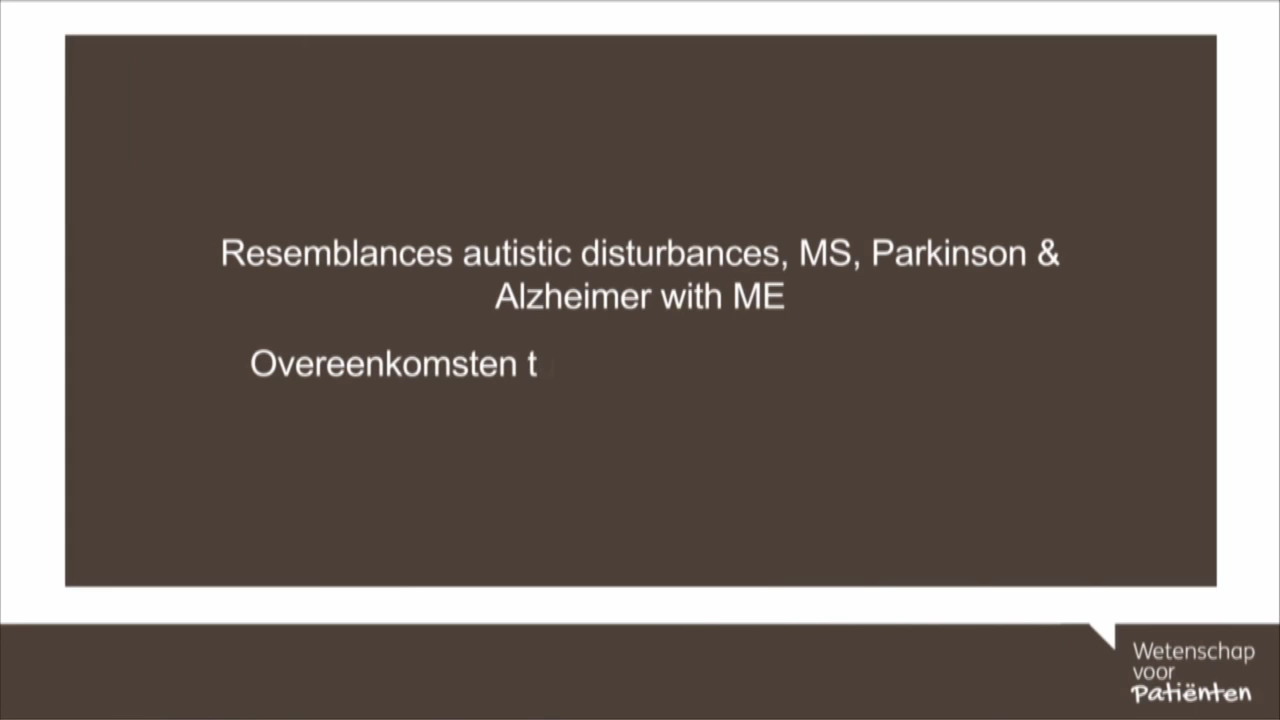 Resemblances autistic disturbances, MS, Parkinson &
Alzheimer with ME
Overeenkomsten t
Wetenschap
voor
Patiënten